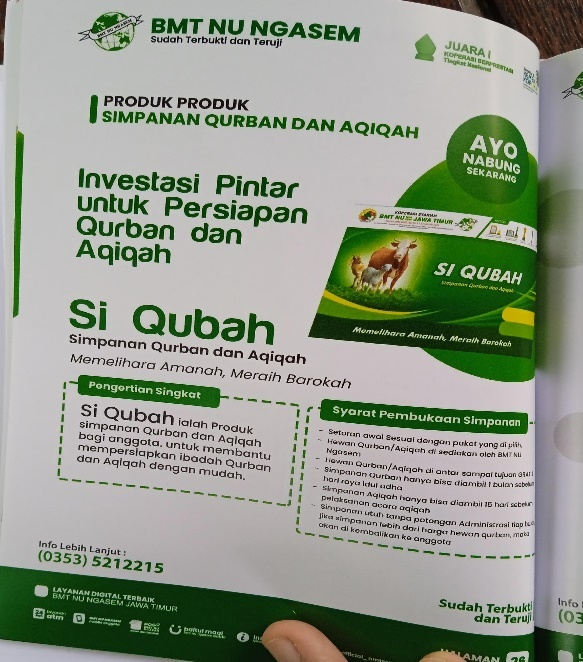 BMT NU NGASEM
Sudah Terbukti dan Teruji
JUARA I
KOPERASI BERPRESTASI
Tingkat Nasional
PRODUK PRODUK
SIMPANAN QURBAN DAN AQIQAH
AYO
NABUNG
SEKARANG
Investasi Pintar
untuk Persiapan
Qurban dan
Aqiqah
KOPERASI SYARIAH
BMT NU JAWA TIMUR
SI QUBAH
Simpanan Qurban dan Aqiqah
Memelihara Amanah, Meraih Barokah
Si Qubah
Simpanan Qurban dan Aqiqah
Memelihara Amanah, Meraih Barokah
Pengertian Singkat
Si Qubah ialah Produk
simpanan Qurban dan Aqiqah
bagi anggota, untuk membantu
mempersiapkan ibadah Qurban
dan Aqiqah dengan mudah.
Syarat Pembukaan Simpanan
- Setoran awal Sesuai dengan paket yang di pilih
- Hewan Qurban/Aqiqah di sediakan oleh BMT NU
Ngasem
- Hewan Qurban/Aqiqah di antar sampai tujuan
- Simpanan Qurban hanya bisa diambil 1 bulan
hari raya Idul adha
- Simpanan Aqiqah hanya bisa diambil 15 hari
pelaksanaan acara aqiqah
- Simpanan utuh tanpa potongan Administrasi tiap
jika simpanan lebih dari harga hewan qurban, maka
akan di kembalikan ke anggota
Info Lebih Lanjut :
(0353) 5212215
LAYANAN DIGITAL TERBAIK
BMT NU NGASEM JAWA TIMUR
atm
Sudah Terbukti
dan Teruji
26
Info
(03